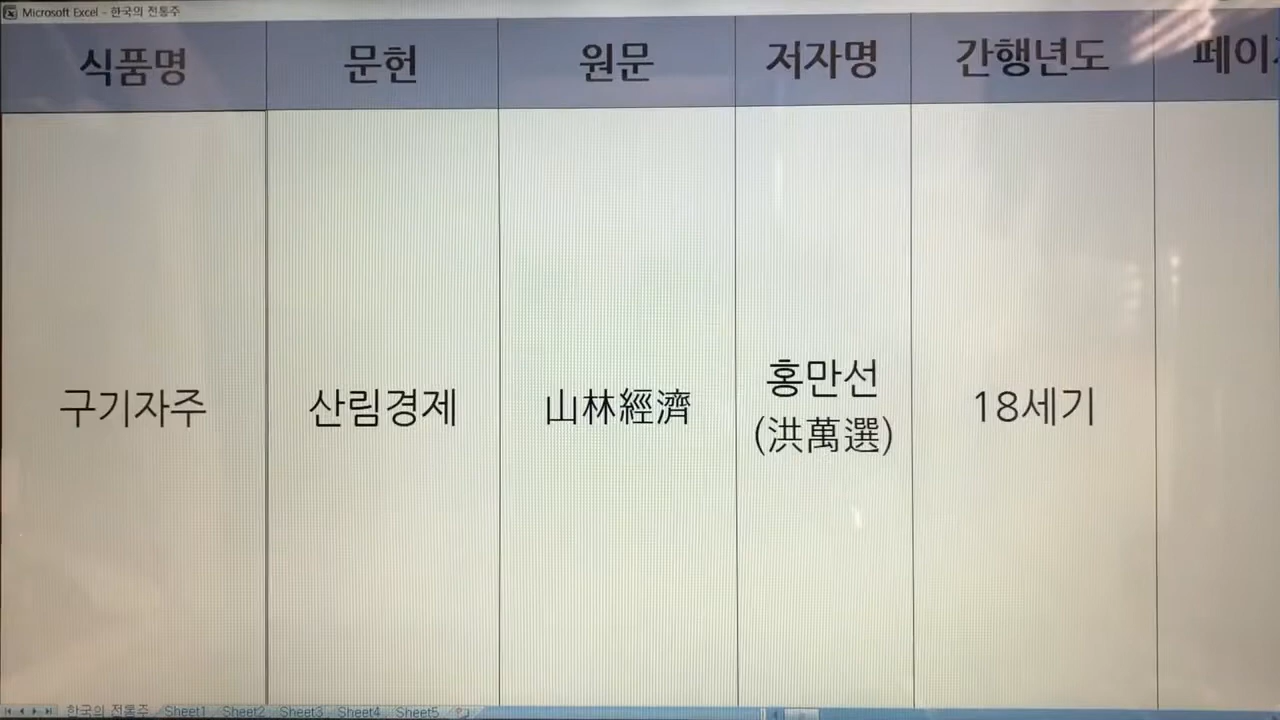 Microsoft Excel - 한국의 전통주
식품명 문헌 원문 저자명 간행년도
구기자주 산림경제 山林經濟 홍만선 (洪萬選) 18세기
한국의 전통주 Sheet1 Sheet2 Sheet3 Sheet4 Sheet5